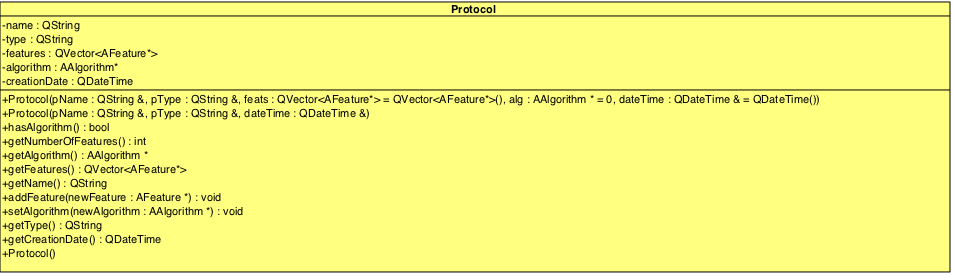 Protocol
-name : QString
-type : QString
-features : QVector<AFeature*>
-algorithm : AAlgorithm*
-creationDate : QDateTime
+Protocol(pName : QString &, pType : QString &, feats : QVector<AFeature*> = QVector<AFeature*>(), alg : AAlgorithm * = 0, dateTime : QDateTime & = QDateTime())
+Protocol(pName : QString &, pType : QString &, dateTime : QDateTime &)
+hasAlgorithm() : bool
+getNumberOfFeatures() : int
+getAlgorithm() : AAlgorithm *
+getFeatures() : QVector<AFeature*>
+getName() : QString
+addFeature(newFeature : AFeature *) : void
+setAlgorithm(newAlgorithm : AAlgorithm *) : void
+getType() : QString
+getCreationDate() : QDateTime
+Protocol()